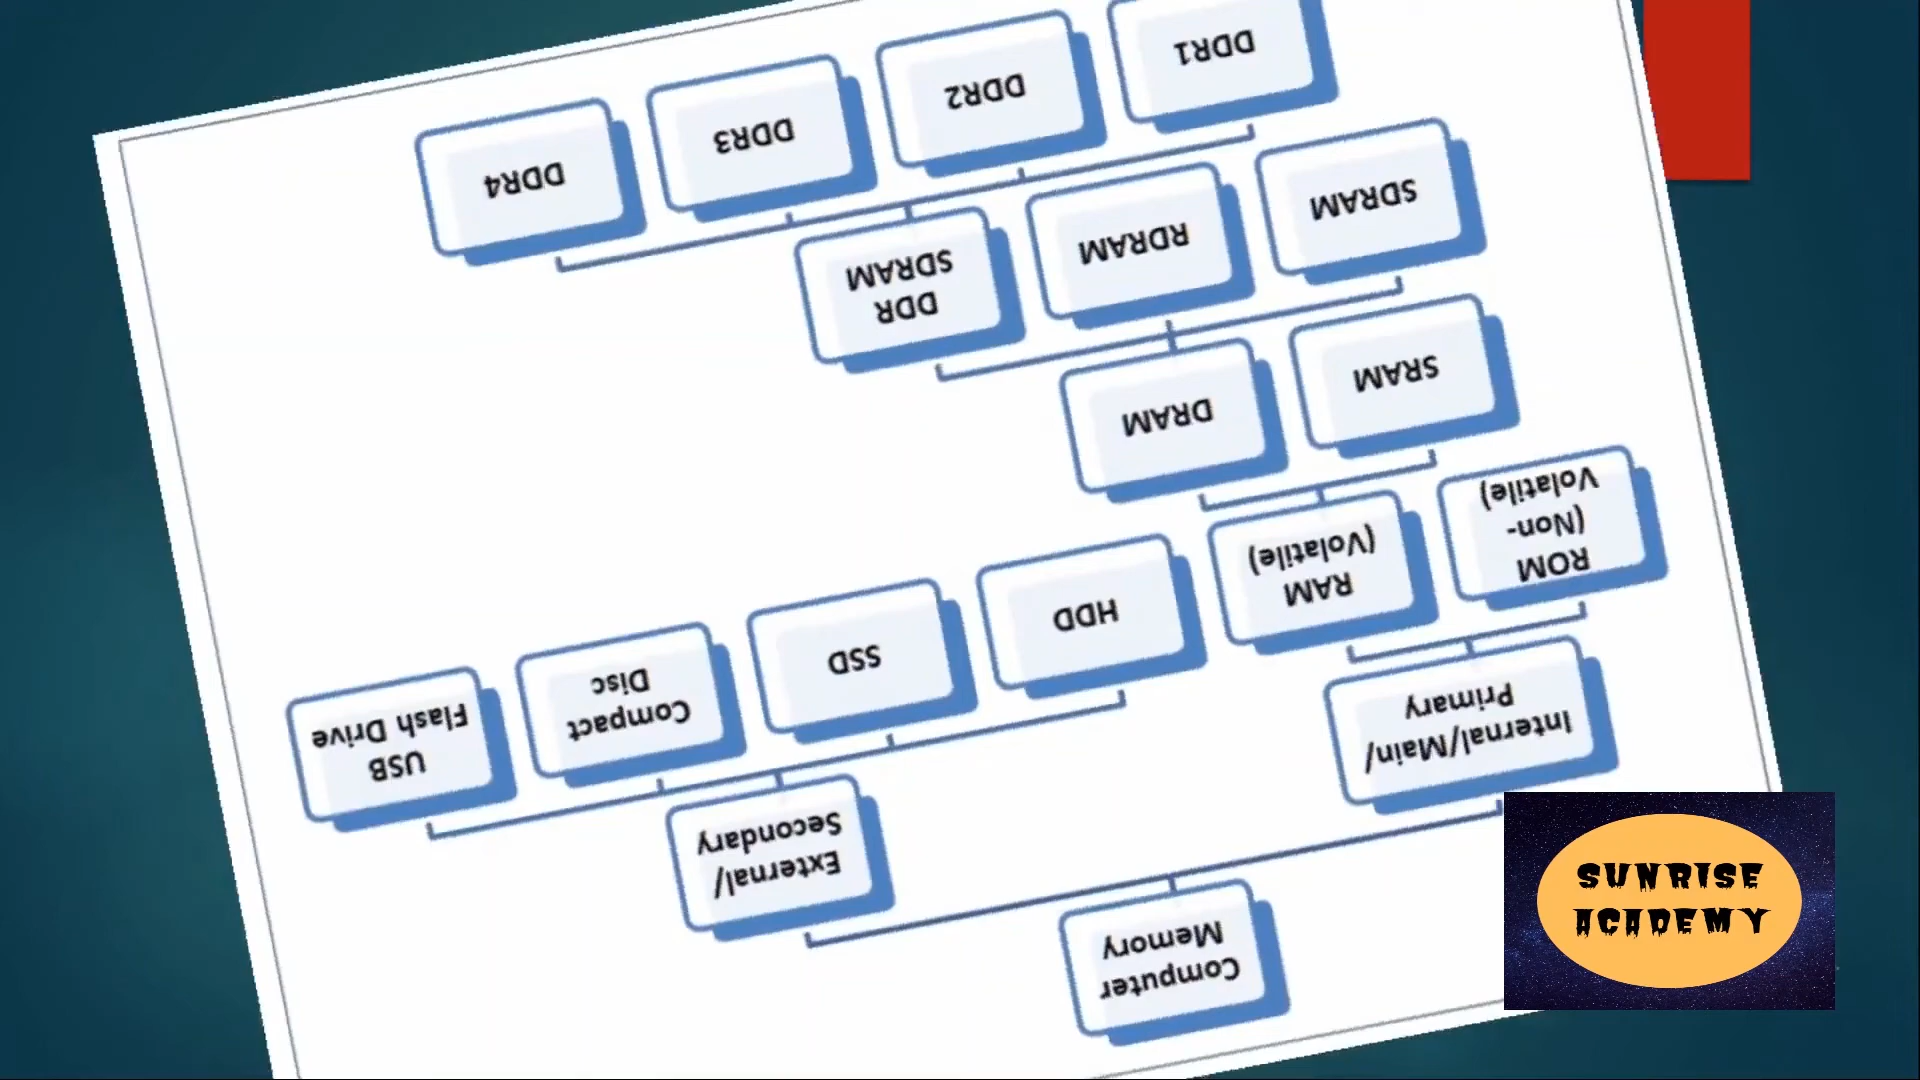 Computer
Memory
Internal/Main/
Primary
External/
Secondary
ROM
(Non-
Volatile)
RAM
(Volatile)
HDD
SSD
Compact
Disc
USB
Flash Drive
SRAM
DRAM
SDRAM
RDRAM
DDR
SDRAM
DDR1
DDR2
DDR3
DDR4
SUNRISE
ACADEMY